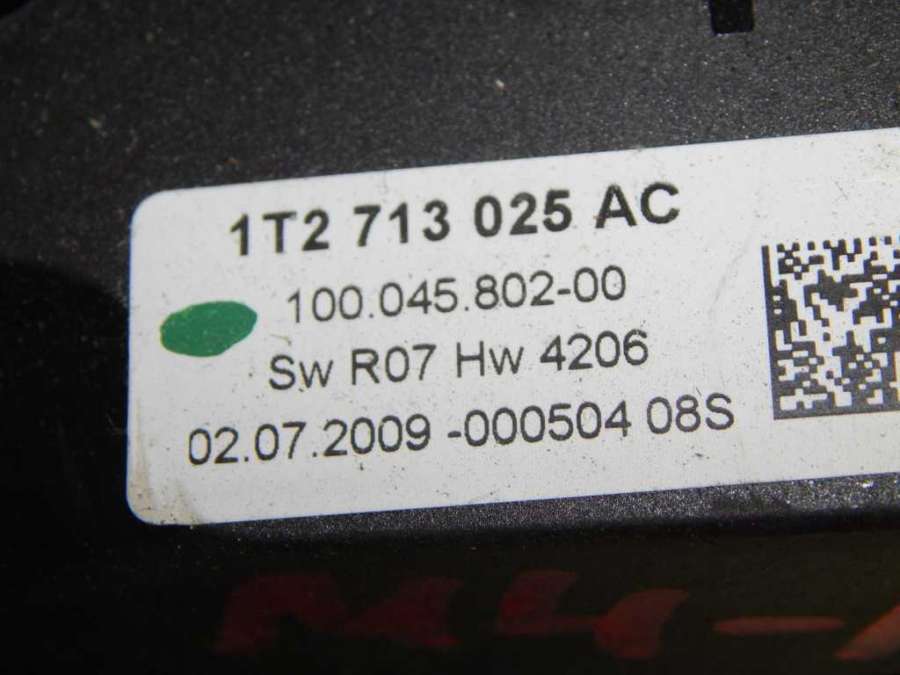 1T2 713 025 AC
100.045.802-00
Sw R07 Hw 4206
02.07.2009 -000504 08S